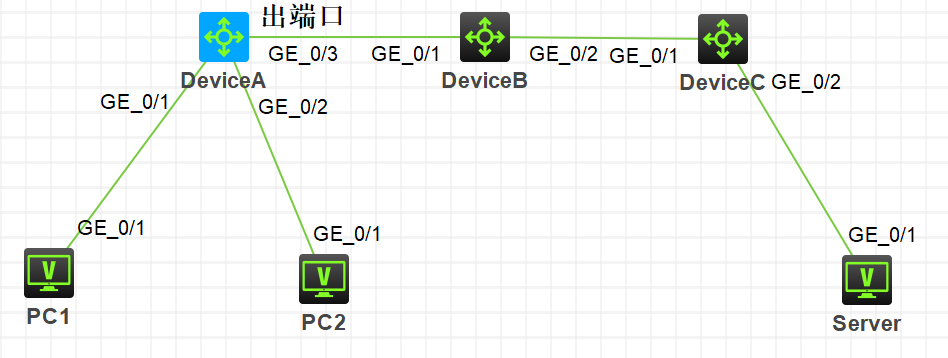 出端口
GE_0/3
GE_0/1
GE_0/2
GE_0/1
DeviceA
DeviceB
DeviceC
GE_0/2
GE_0/1
GE_0/2
GE_0/1
GE_0/1
GE_0/1
V
V
V
PC1
PC2
Server